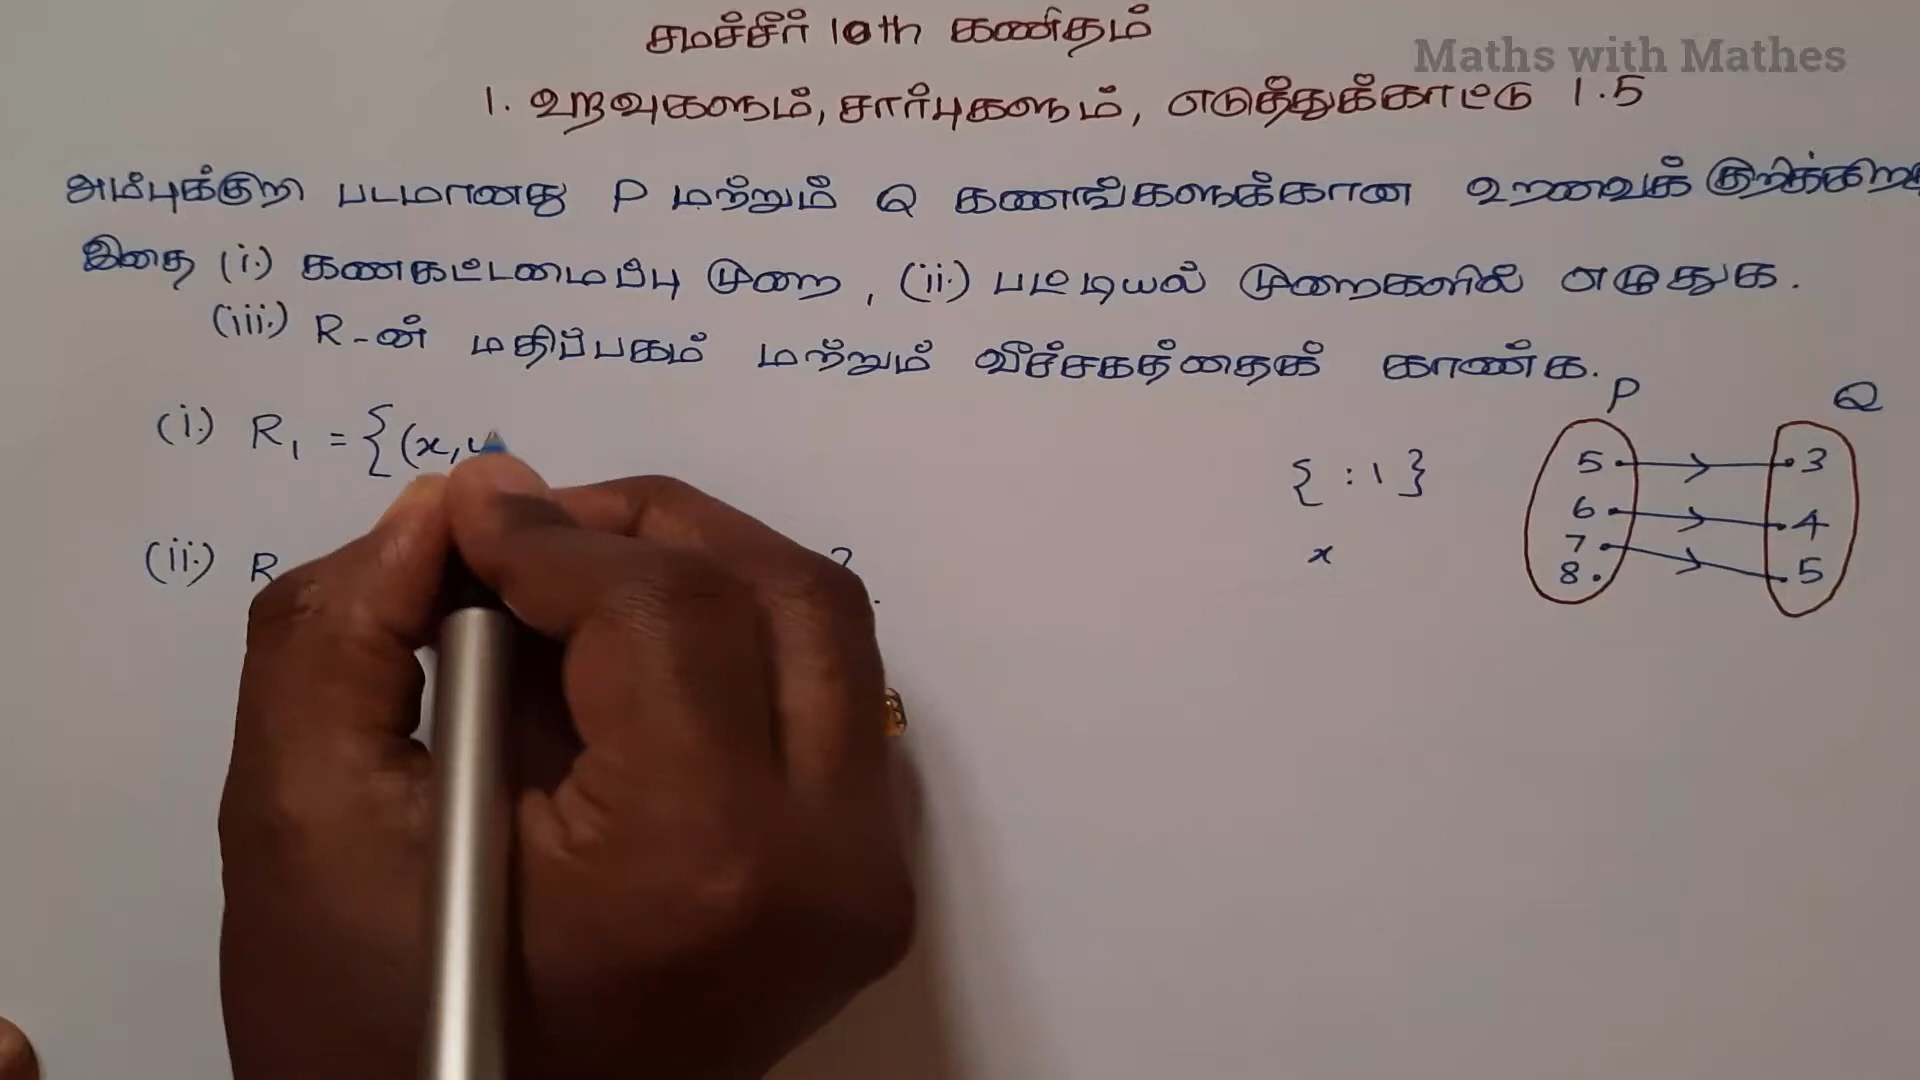 சமச்சீர் 10th கணிதம்
Maths with Mathes
1. உறவுகளும், சார்புகளும், எடுத்துக்காட்டு 1.5
அம்புக்குறி படமானது P மற்றும் Q கணங்களுக்கான உறவைக்
இதை (i.) கணகட்டமைப்பு முறை, (ii.) பட்டியல் முறைகளில் எழுதுக.
(iii.) R-ன் மதிப்பகம் மற்றும் வீச்சகத்தைக் காண்க.
P Q
(i.) R₁ = {(x,y
{ : 1 }
x
5 3
6 4
7 5
8
(ii.) R